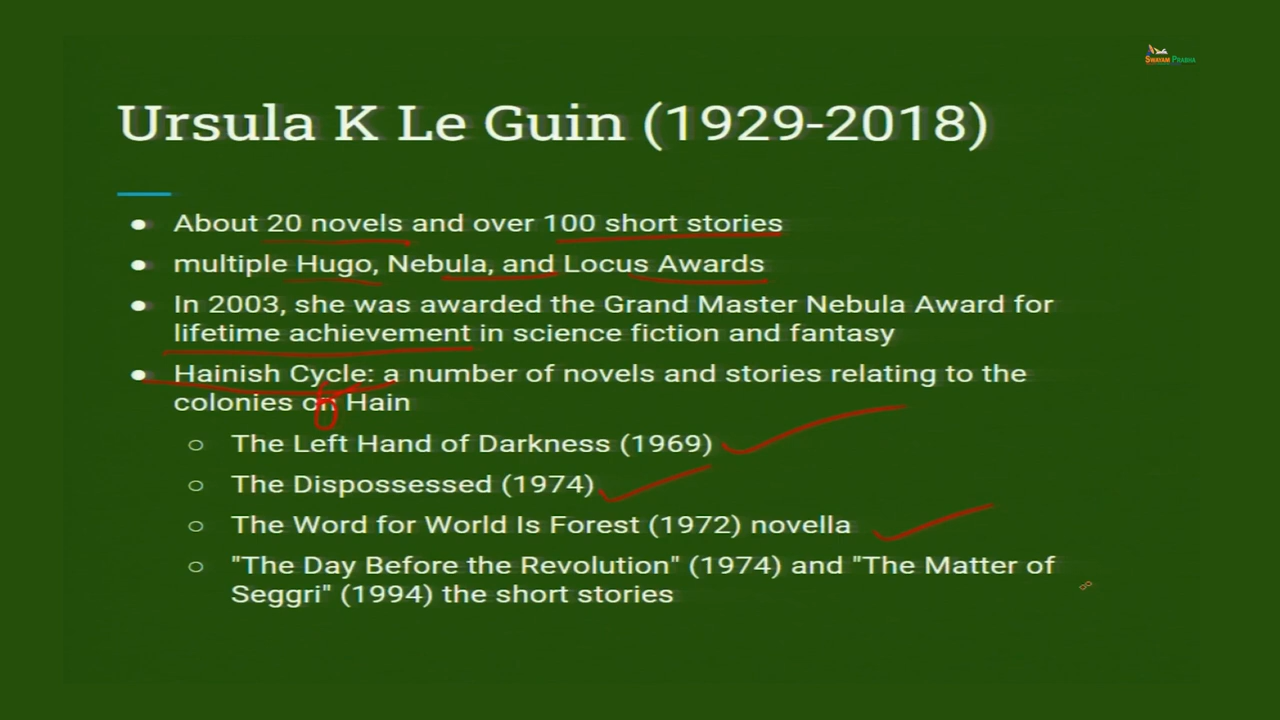 SWAYAM PRABHA
Ursula K Le Guin (1929-2018)
● About 20 novels and over 100 short stories
● multiple Hugo, Nebula, and Locus Awards
● In 2003, she was awarded the Grand Master Nebula Award for
lifetime achievement in science fiction and fantasy
● Hainish Cycle: a number of novels and stories relating to the
colonies on Hain
○ The Left Hand of Darkness (1969)
○ The Dispossessed (1974)
○ The Word for World Is Forest (1972) novella
○ "The Day Before the Revolution" (1974) and "The Matter of
Seggri" (1994) the short stories